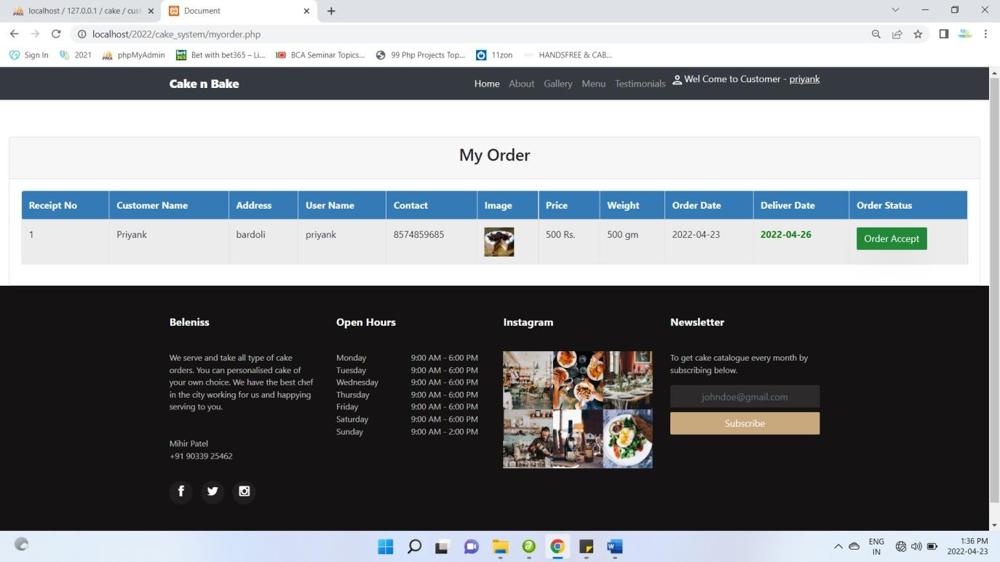 localhost / 127.0.0.1 / cake / cust
Document
localhost/2022/cake_system/myorder.php
Sign In 2021 phpMyAdmin Bet with bet365 – Li... BCA Seminar Topics... 99 Php Projects Top... 11zon HANDSFREE & CAB...
Cake n Bake Home About Gallery Menu Testimonials Wel Come to Customer - priyank
My Order
Receipt No Customer Name Address User Name Contact Image Price Weight Order Date Deliver Date Order Status
1 Priyank bardoli priyank 8574859685 500 Rs. 500 gm 2022-04-23 2022-04-26 Order Accept
Beleniss
We serve and take all type of cake
orders. You can personalised cake of
your own choice. We have the best chef
in the city working for us and happying
serving to you.
Mihir Patel
+91 90339 25462
Open Hours
Monday 9:00 AM - 6:00 PM
Tuesday 9:00 AM - 6:00 PM
Wednesday 9:00 AM - 6:00 PM
Thursday 9:00 AM - 6:00 PM
Friday 9:00 AM - 6:00 PM
Saturday 9:00 AM - 6:00 PM
Sunday 9:00 AM - 2:00 PM
Instagram
Newsletter
To get cake catalogue every month by
subscribing below.
johndoe@gmail.com
Subscribe
ENG
IN
1:36 PM
2022-04-23